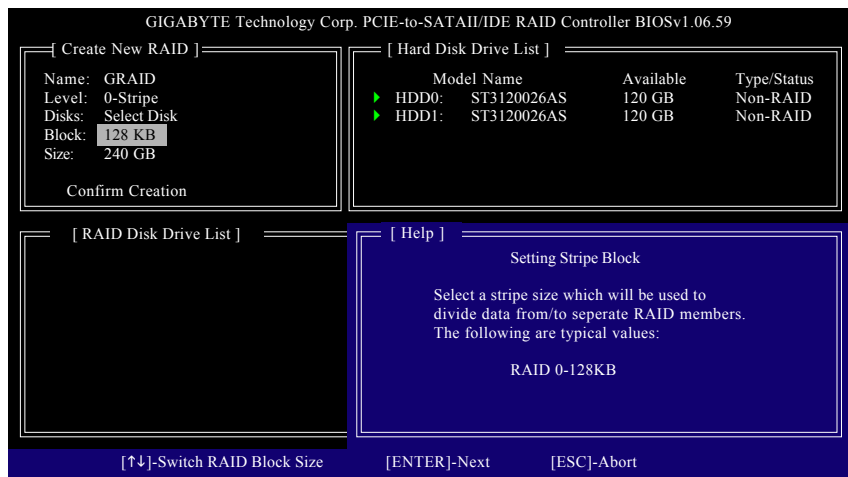 GIGABYTE Technology Corp. PCIE-to-SATAII/IDE RAID Controller BIOSv1.06.59
[ Create New RAID ]
Name: GRAID
Level: 0-Stripe
Disks: Select Disk
Block: 128 KB
Size: 240 GB
Confirm Creation
[ Hard Disk Drive List ]
Model Name Available Type/Status
HDD0: ST3120026AS 120 GB Non-RAID
HDD1: ST3120026AS 120 GB Non-RAID
[ RAID Disk Drive List ]
[ Help ]
Setting Stripe Block
Select a stripe size which will be used to
divide data from/to seperate RAID members.
The following are typical values:
RAID 0-128KB
[↑↓]-Switch RAID Block Size [ENTER]-Next [ESC]-Abort